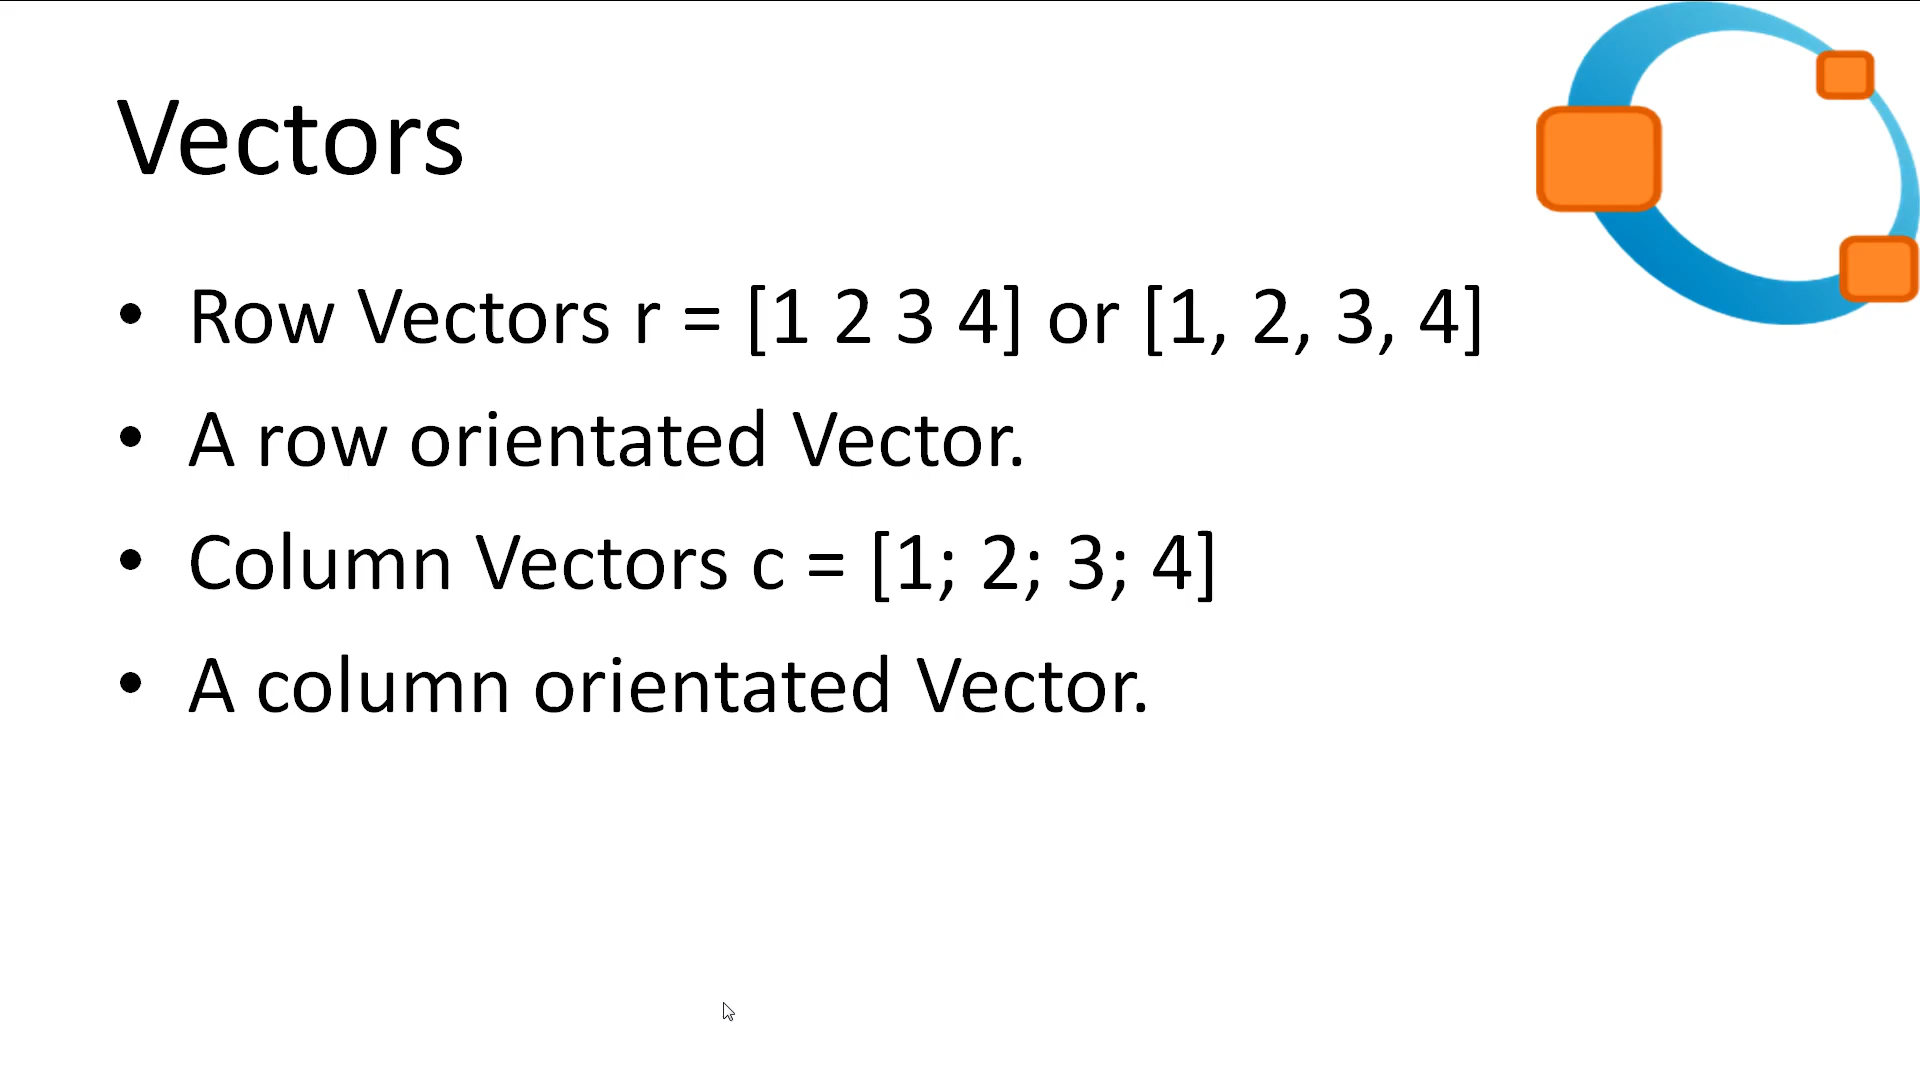 Vectors
• Row Vectors r = [1 2 3 4] or [1, 2, 3, 4]
• A row orientated Vector.
• Column Vectors c = [1; 2; 3; 4]
• A column orientated Vector.